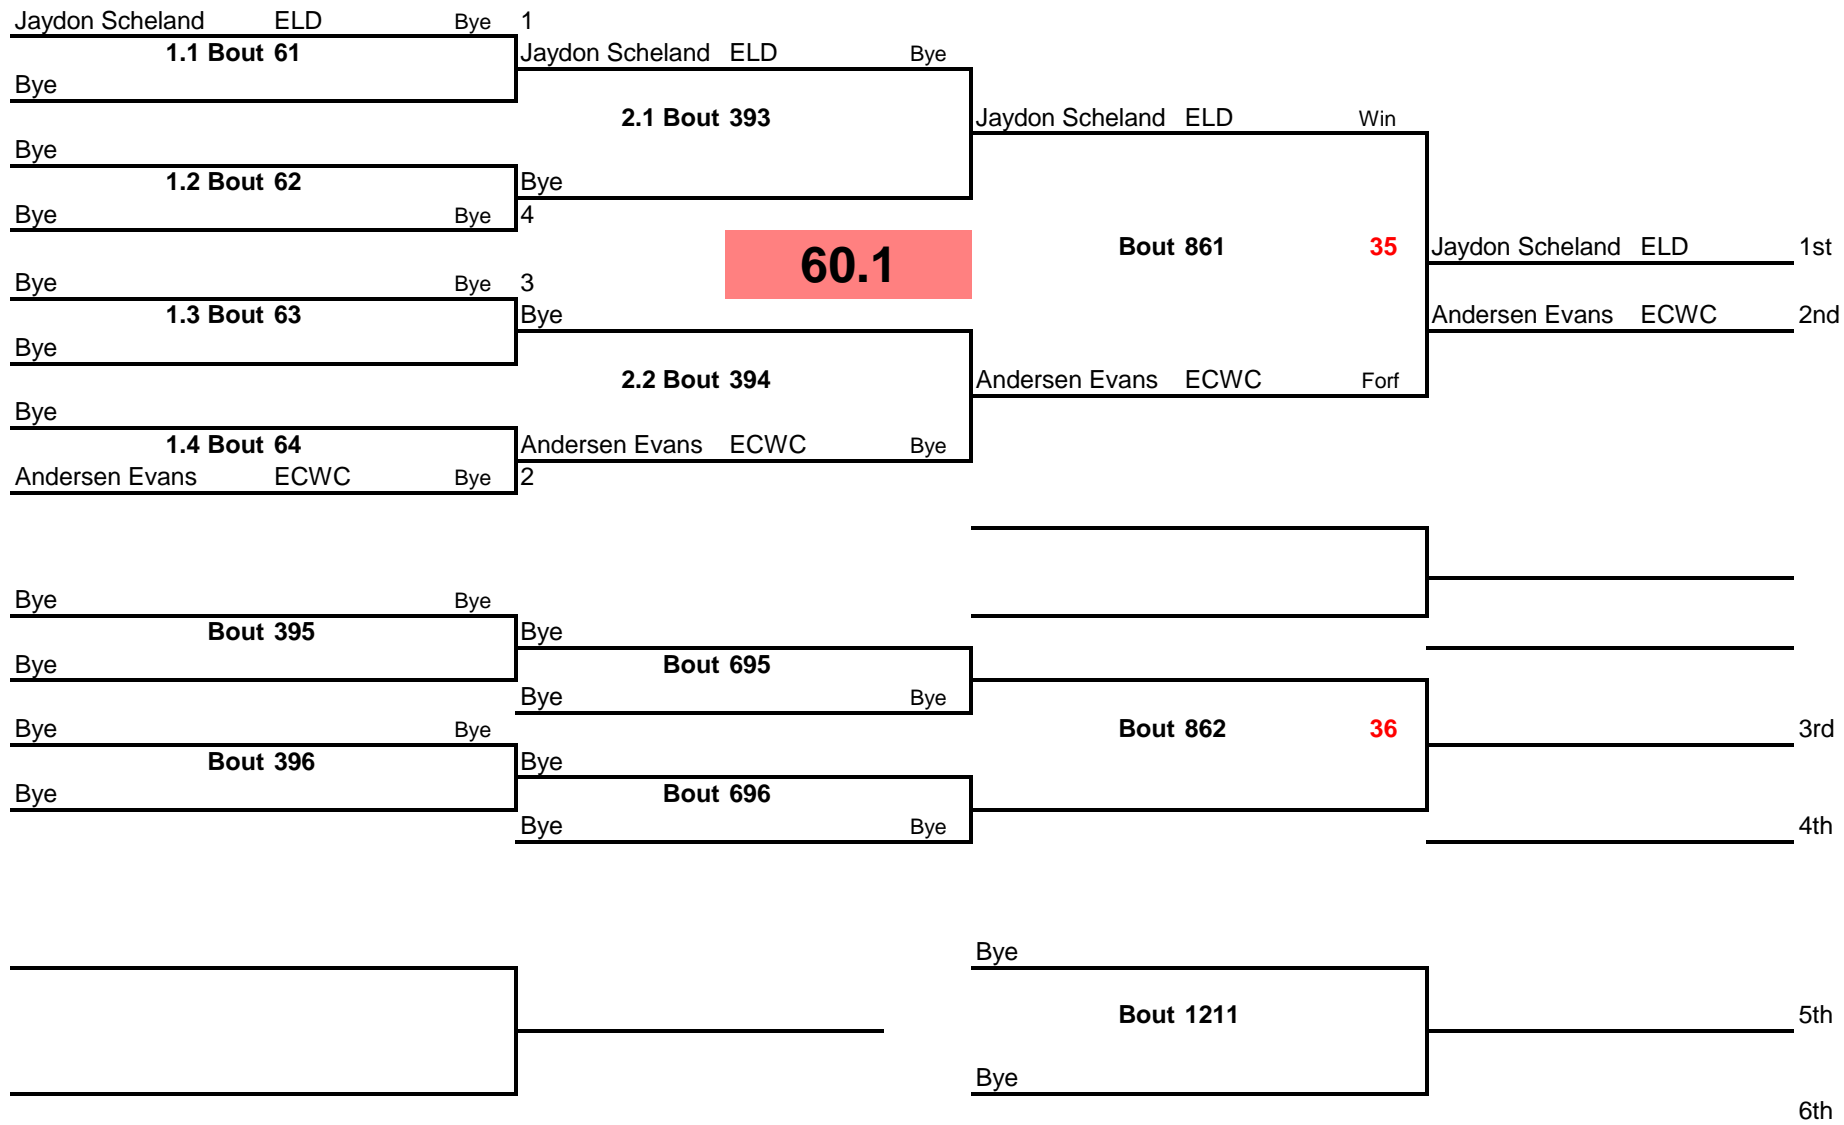 Jaydon Scheland ELD Bye 1
1.1 Bout 61 Jaydon Scheland ELD Bye
Bye
2.1 Bout 393 Jaydon Scheland ELD Win
Bye
1.2 Bout 62 Bye
Bye Bye 4
60.1 Bout 861 35 Jaydon Scheland ELD 1st
Bye Bye 3
1.3 Bout 63 Bye Andersen Evans ECWC 2nd
Bye
2.2 Bout 394 Andersen Evans ECWC Forf
Bye
1.4 Bout 64 Andersen Evans ECWC Bye
Andersen Evans ECWC Bye 2
Bye Bye
Bout 395 Bye
Bye Bout 695
Bye Bye
Bye Bye Bout 862 36 3rd
Bout 396 Bye
Bye Bout 696
Bye Bye 4th
Bye
Bout 1211 5th
Bye
6th